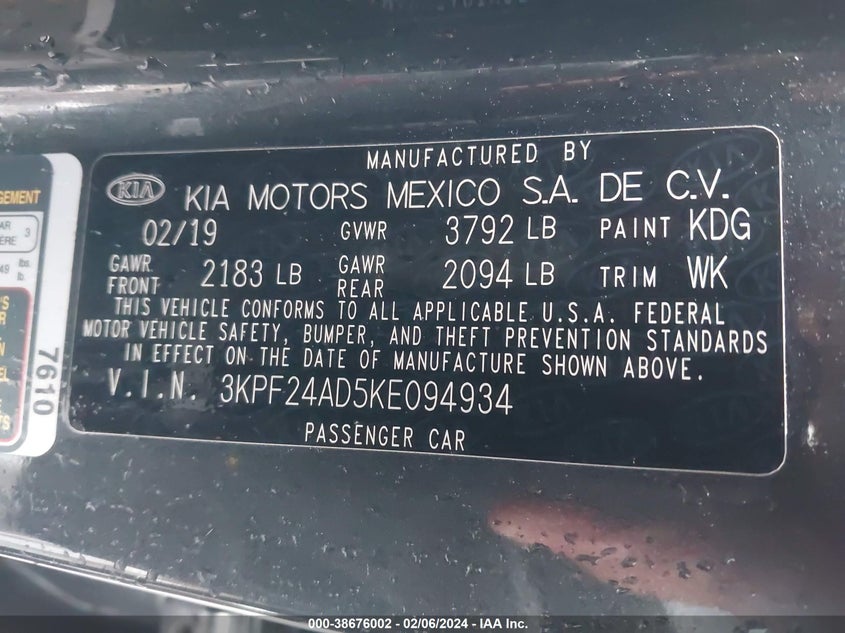 MANUFACTURED BY
KIA KIA MOTORS MEXICO S.A. DE C.V.
02/19 GVWR 3792 LB PAINT KDG
GAWR FRONT 2183 LB GAWR REAR 2094 LB TRIM WK
THIS VEHICLE CONFORMS TO ALL APPLICABLE U.S.A. FEDERAL
MOTOR VEHICLE SAFETY, BUMPER, AND THEFT PREVENTION STANDARDS
IN EFFECT ON THE DATE OF MANUFACTURE SHOWN ABOVE.
V.I.N. 3KPF24AD5KE094934
PASSENGER CAR
7610
000-38676002 - 02/06/2024 - IAA Inc.